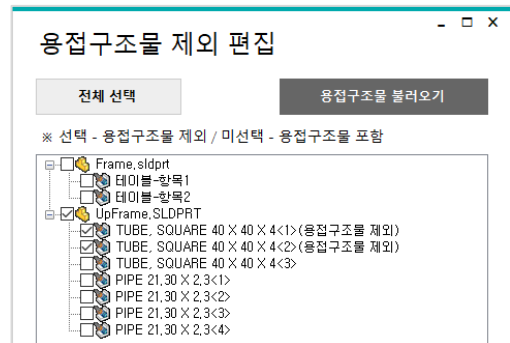 용접구조물 제외 편집
전체 선택
용접구조물 불러오기
※ 선택 - 용접구조물 제외 / 미선택 - 용접구조물 포함
Frame.sldprt
테이블-항목1
테이블-항목2
UpFrame.SLDPRT
TUBE, SQUARE 40 X 40 X 4<1>(용접구조물 제외)
TUBE, SQUARE 40 X 40 X 4<2>(용접구조물 제외)
TUBE, SQUARE 40 X 40 X 4<3>
PIPE 21.30 X 2.3<1>
PIPE 21.30 X 2.3<2>
PIPE 21.30 X 2.3<3>
PIPE 21.30 X 2.3<4>